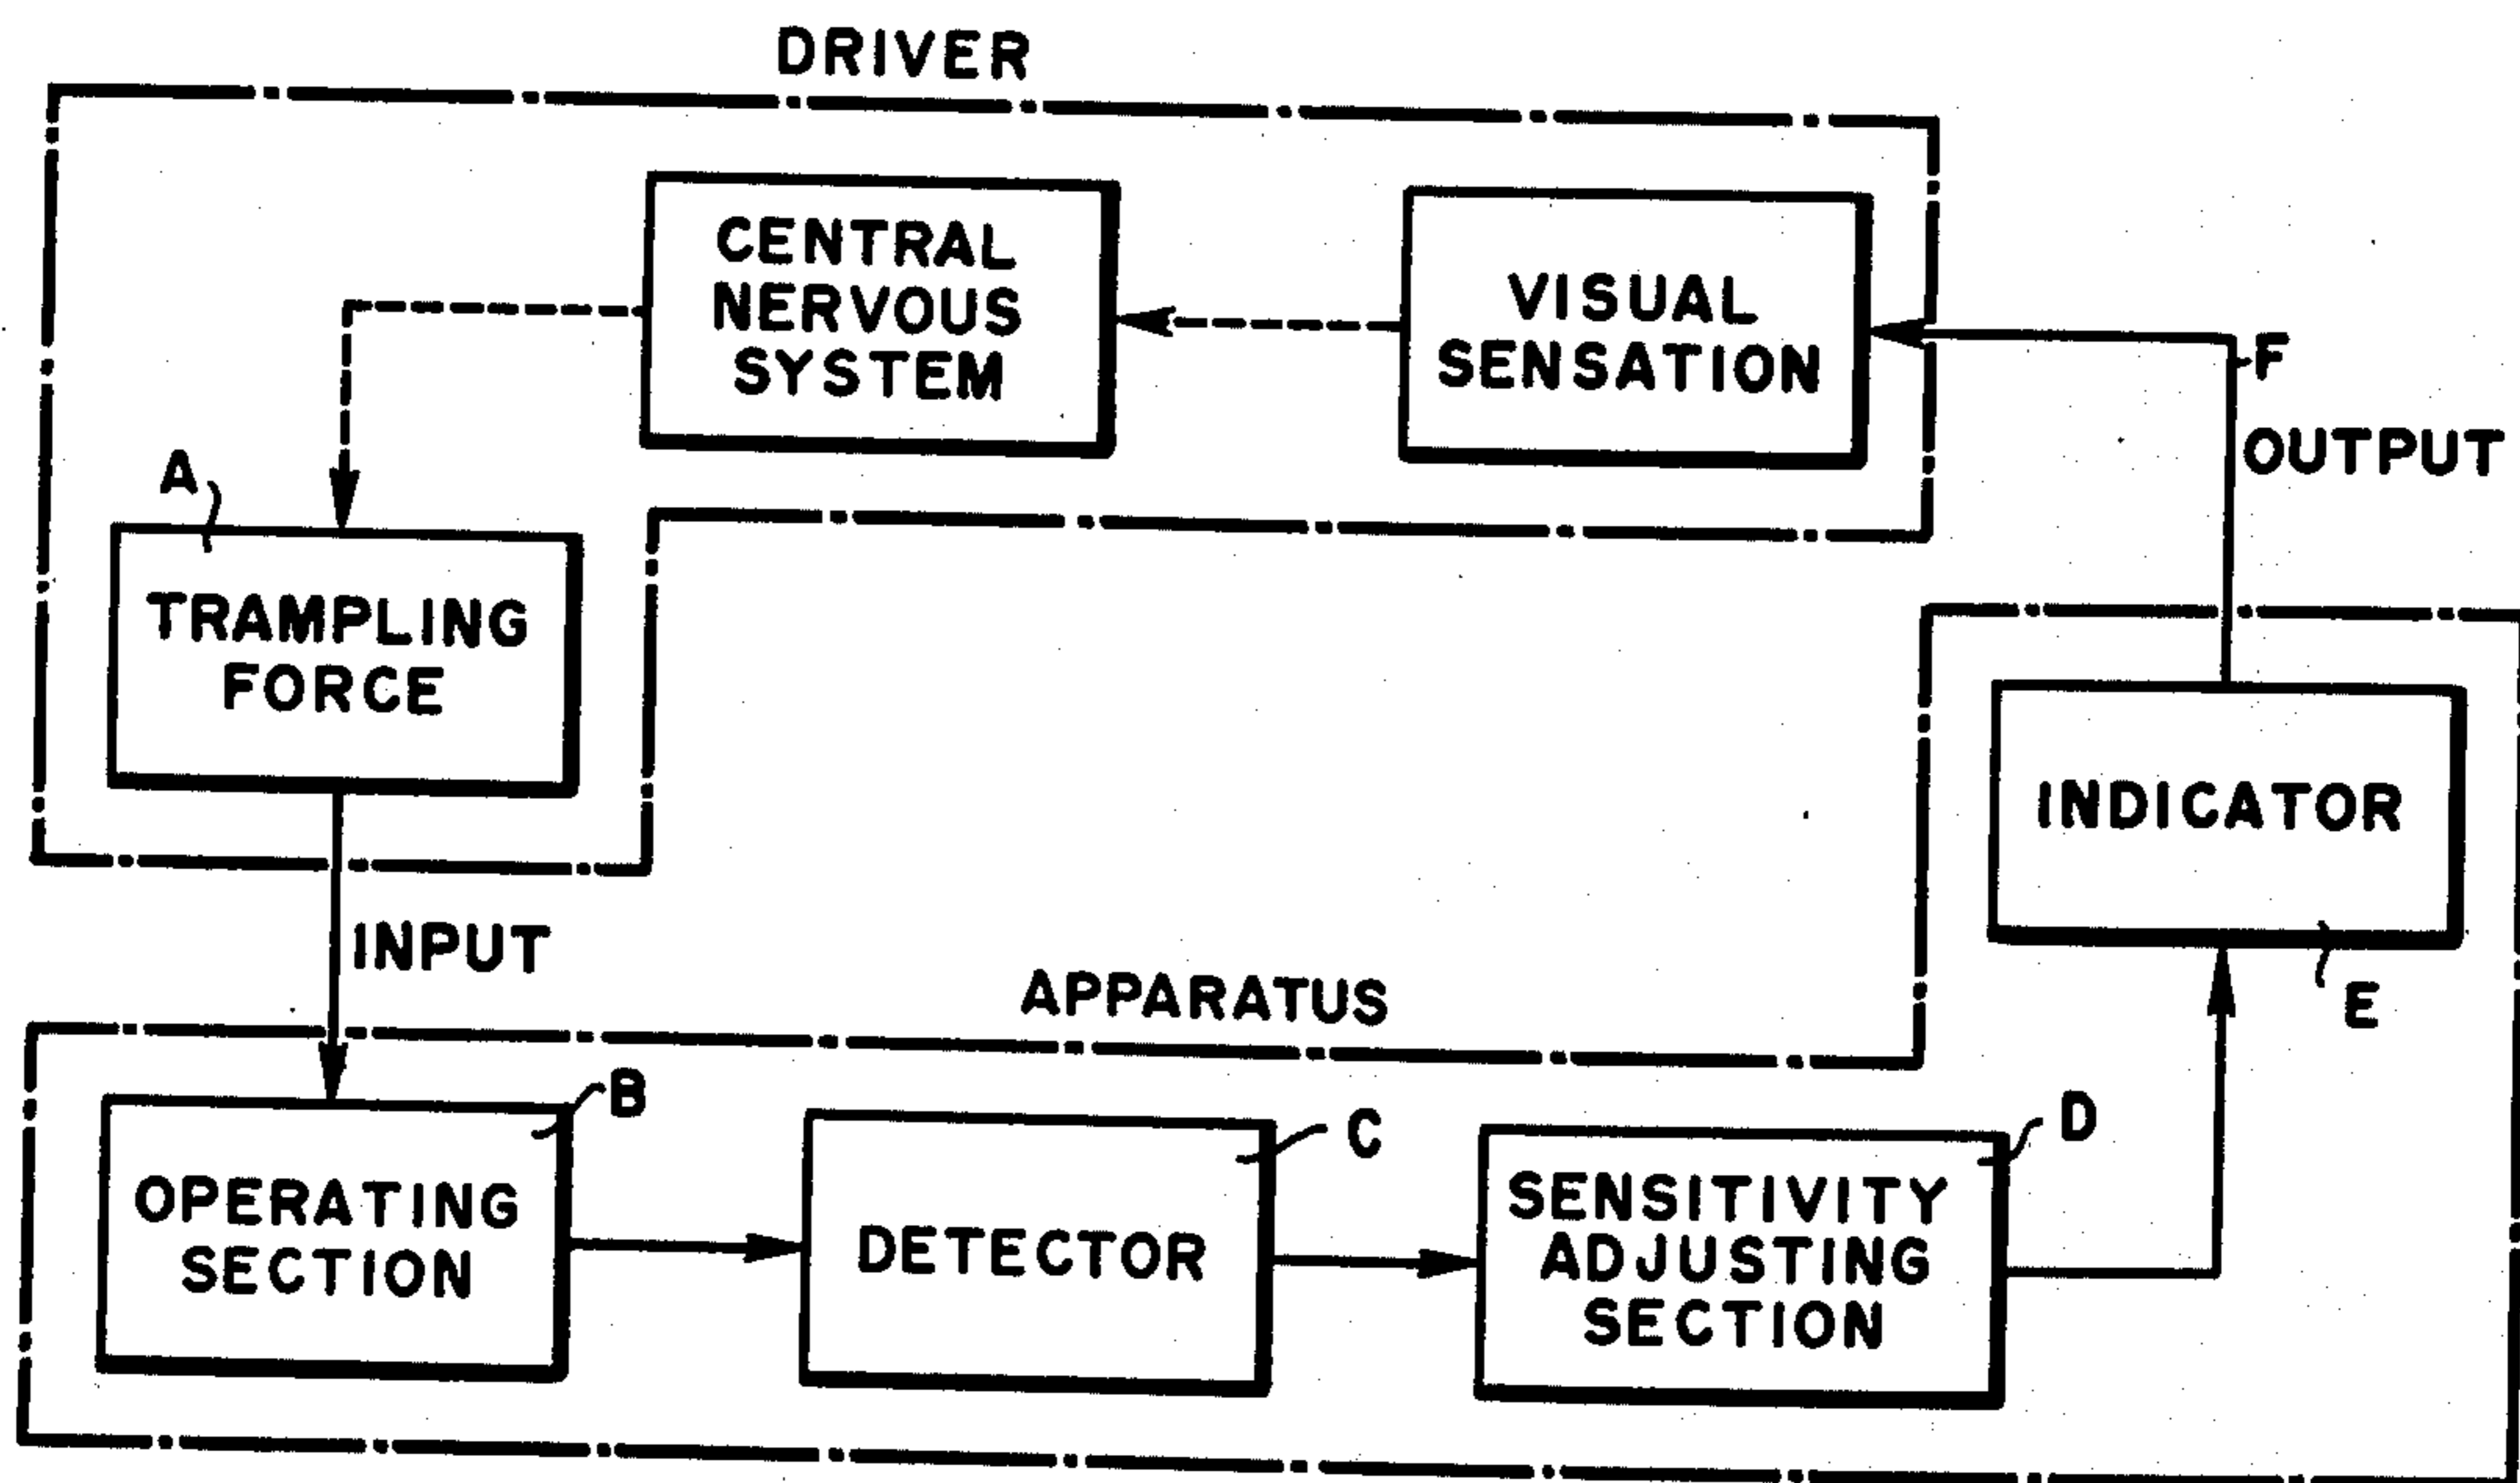 DRIVER
CENTRAL
NERVOUS
SYSTEM
VISUAL
SENSATION
F
OUTPUT
A
TRAMPLING
FORCE
INDICATOR
INPUT
APPARATUS
E
B
C
D
OPERATING
SECTION
DETECTOR
SENSITIVITY
ADJUSTING
SECTION